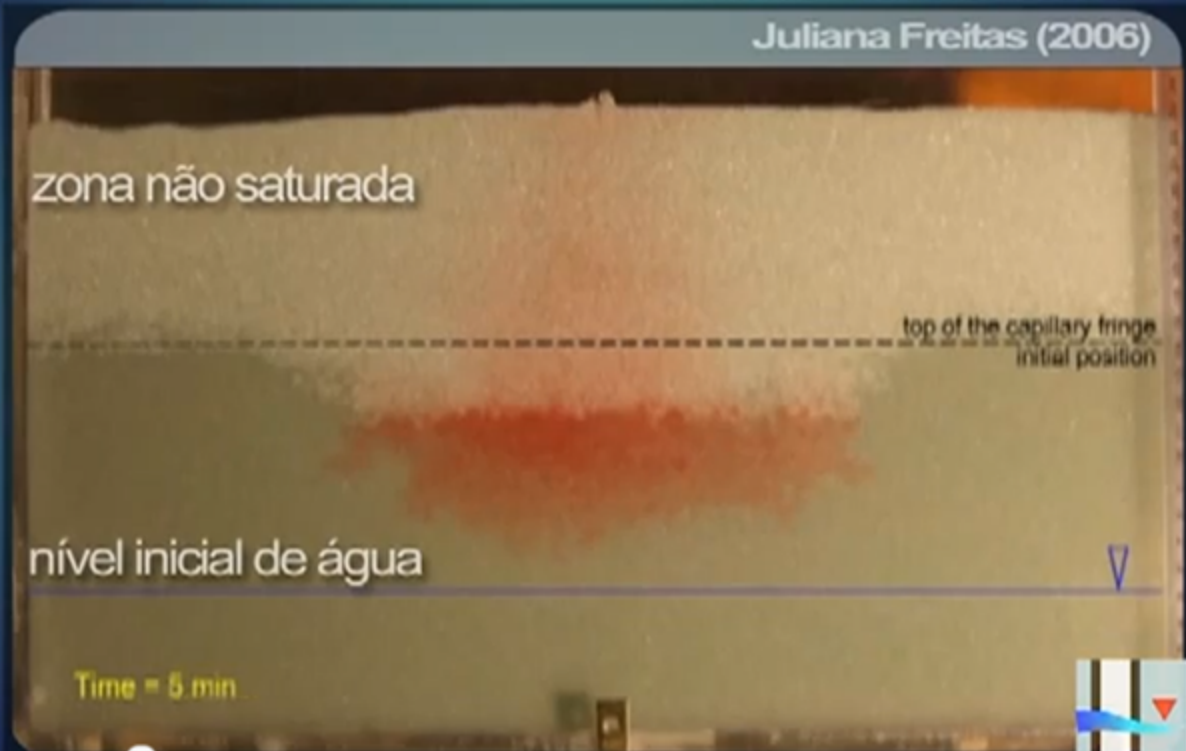 Juliana Freitas (2006)
zona não saturada
top of the capillary fringe
initial position
nível inicial de água
Time = 5 min